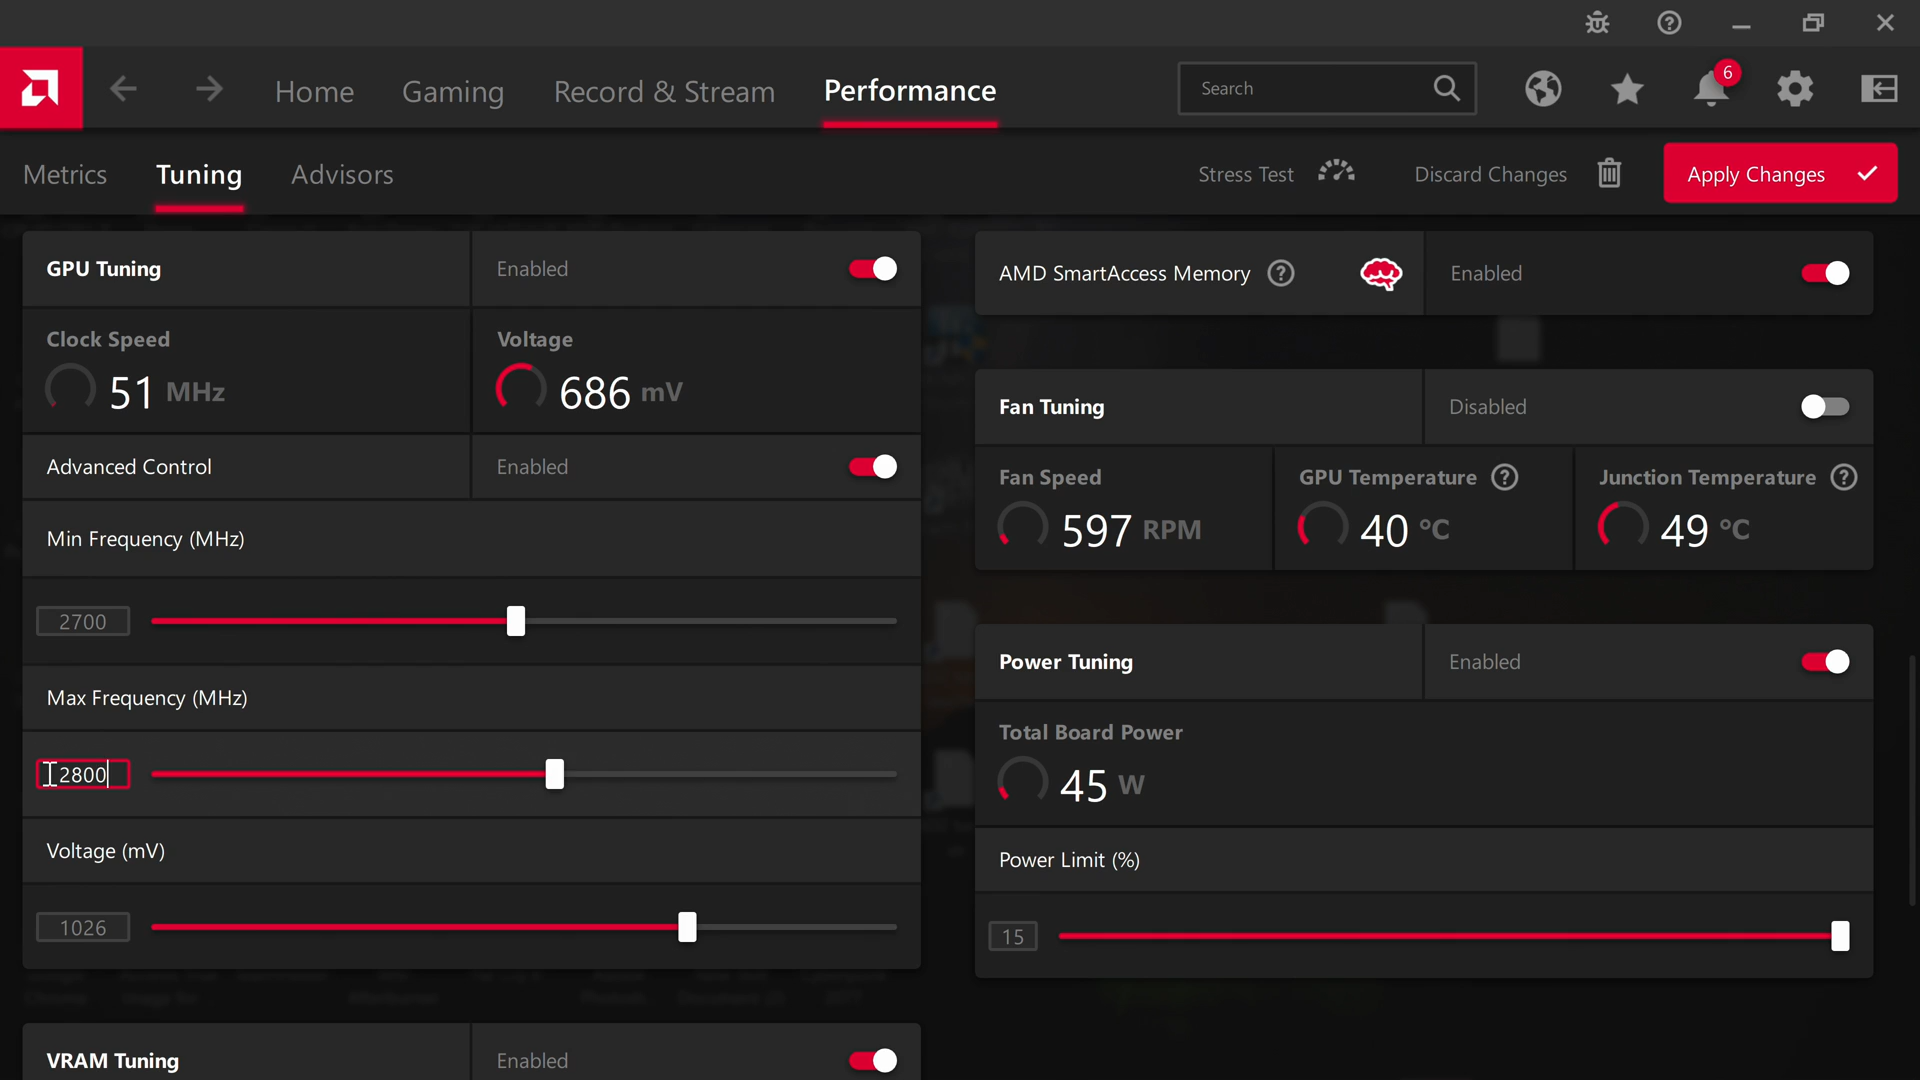 6
Home
Gaming
Record & Stream
Performance
Search
Metrics
Tuning
Advisors
Stress Test
Discard Changes
Apply Changes
GPU Tuning
Enabled
Clock Speed
51 MHz
Voltage
686 mV
Advanced Control
Enabled
Min Frequency (MHz)
2700
Max Frequency (MHz)
2800
Voltage (mV)
1026
VRAM Tuning
Enabled
AMD SmartAccess Memory
Enabled
Fan Tuning
Disabled
Fan Speed
597 RPM
GPU Temperature
40 °C
Junction Temperature
49 °C
Power Tuning
Enabled
Total Board Power
45 W
Power Limit (%)
15